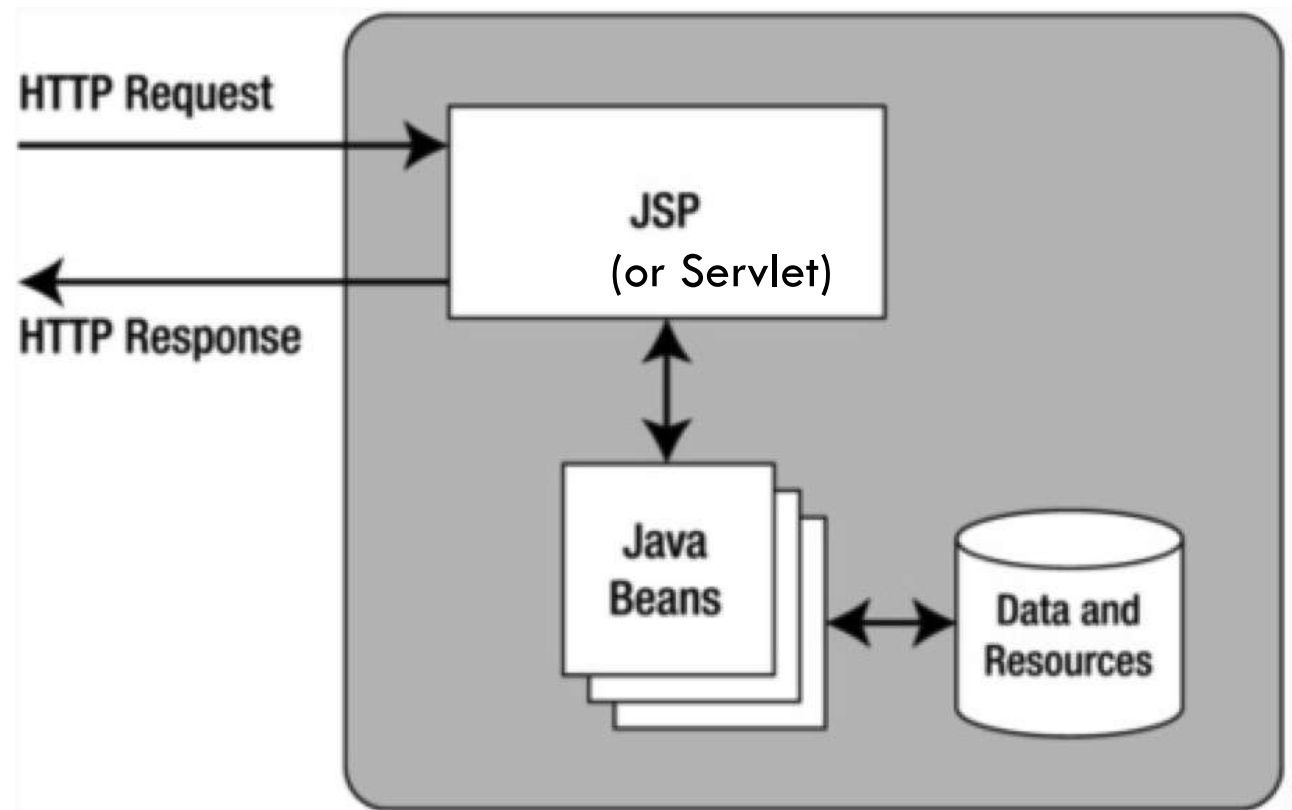 HTTP Request
HTTP Response
JSP
(or Servlet)
Java
Beans
Data and
Resources